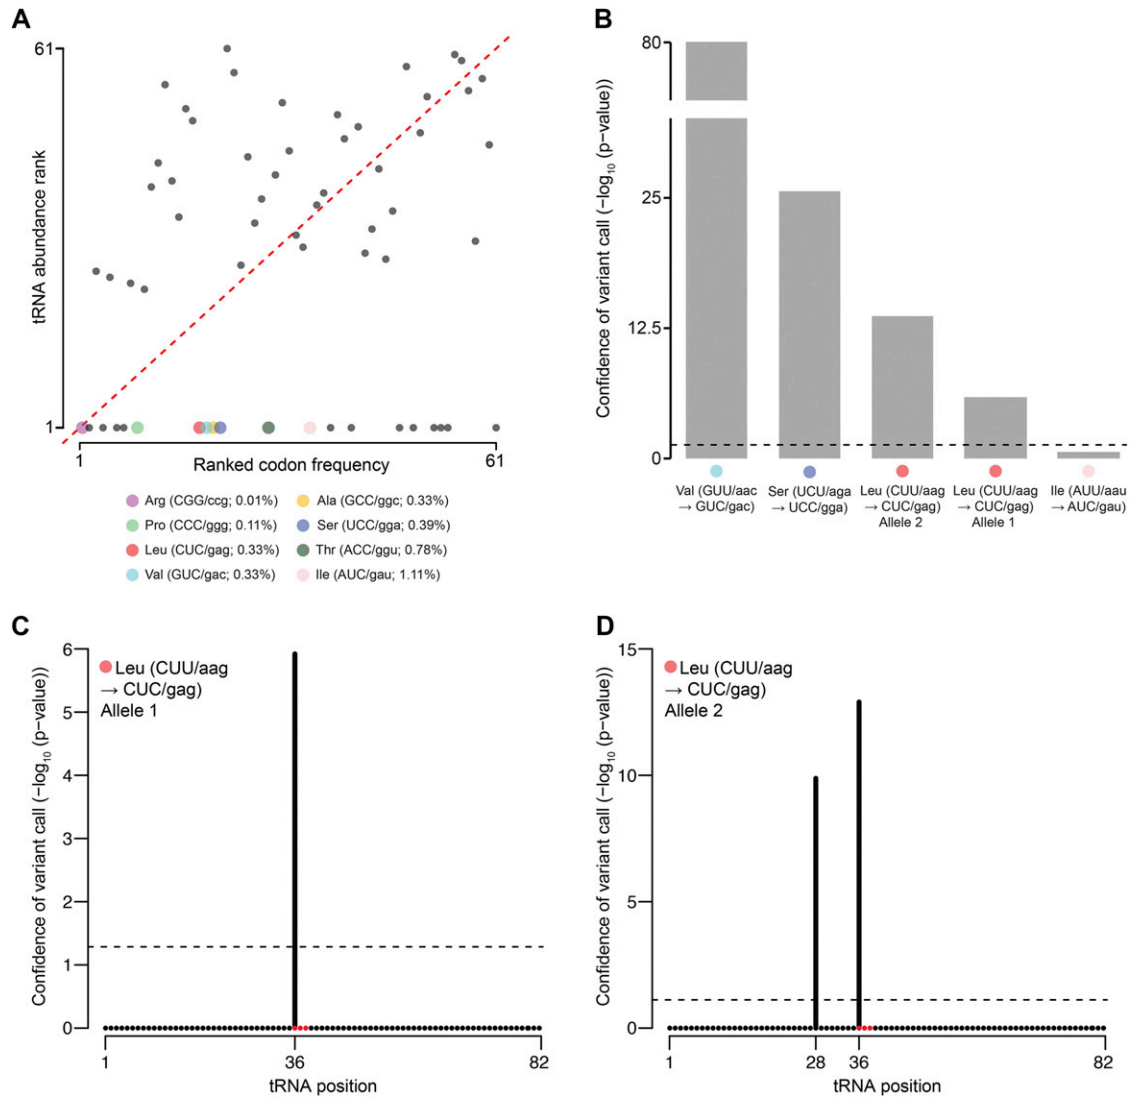 A
61
tRNA abundance rank
1
1
61
Ranked codon frequency
Arg (CGG/ccg; 0.01%)
Pro (CCC/ggg; 0.11%)
Leu (CUC/gag; 0.33%)
Val (GUC/gac; 0.33%)
Ala (GCC/ggc; 0.33%)
Ser (UCC/gga; 0.39%)
Thr (ACC/ggu; 0.78%)
Ile (AUC/gau; 1.11%)
B
Confidence of variant call (−log10 (p−value))
80
25
12.5
0
Val (GUU/aac
→ GUC/gac)
Ser (UCU/aga
→ UCC/gga)
Leu (CUU/aag
→ CUC/gag)
Allele 2
Leu (CUU/aag
→ CUC/gag)
Allele 1
Ile (AUU/aau
→ AUC/gau)
C
Confidence of variant call (−log10 (p−value))
6
5
4
3
2
1
0
Leu (CUU/aag
→ CUC/gag)
Allele 1
1
36
82
tRNA position
D
Confidence of variant call (−log10 (p−value))
15
10
5
0
Leu (CUU/aag
→ CUC/gag)
Allele 2
1
28
36
82
tRNA position